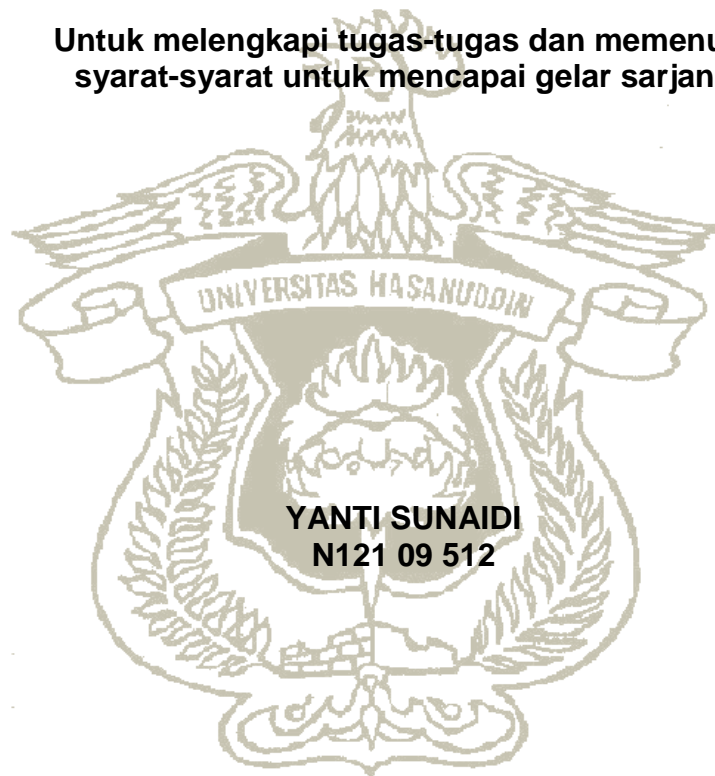 Untuk melengkapi tugas-tugas dan memenu
syarat-syarat untuk mencapai gelar sarjan
UNIVERSITAS HASANUDDIN
YANTI SUNAIDI
N121 09 512